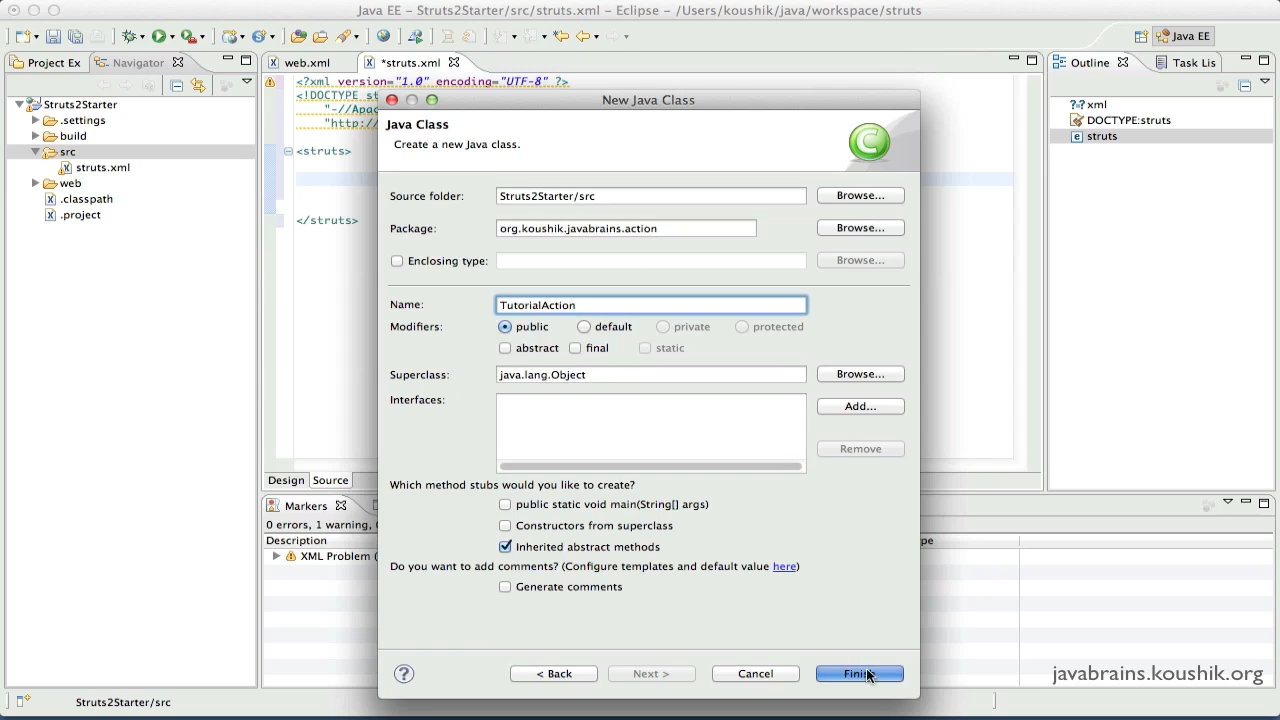 Java EE - Struts2Starter/src/struts.xml - Eclipse - /Users/koushik/java/workspace/struts
Java EE
Project Ex
Navigator
web.xml
*struts.xml
Outline
Task Lis
Struts2Starter
.settings
build
src
struts.xml
web
.classpath
.project
<?xml version="1.0" encoding="UTF-8" ?>
<!DOCTYPE st
"-//Apac
"http://
<struts>
</struts>
Design
Source
xml
DOCTYPE:struts
struts
New Java Class
Java Class
Create a new Java class.
Source folder:
Struts2Starter/src
Browse...
Package:
org.koushik.javabrains.action
Browse...
Enclosing type:
Browse...
Name:
TutorialAction
Modifiers:
public
default
private
protected
abstract
final
static
Superclass:
java.lang.Object
Browse...
Interfaces:
Add...
Remove
Which method stubs would you like to create?
public static void main(String[] args)
Constructors from superclass
Inherited abstract methods
Do you want to add comments? (Configure templates and default value here)
Generate comments
< Back
Next >
Cancel
Markers
0 errors, 1 warning,
Description
XML Problem (
javabrains.koushik.org
Struts2Starter/src